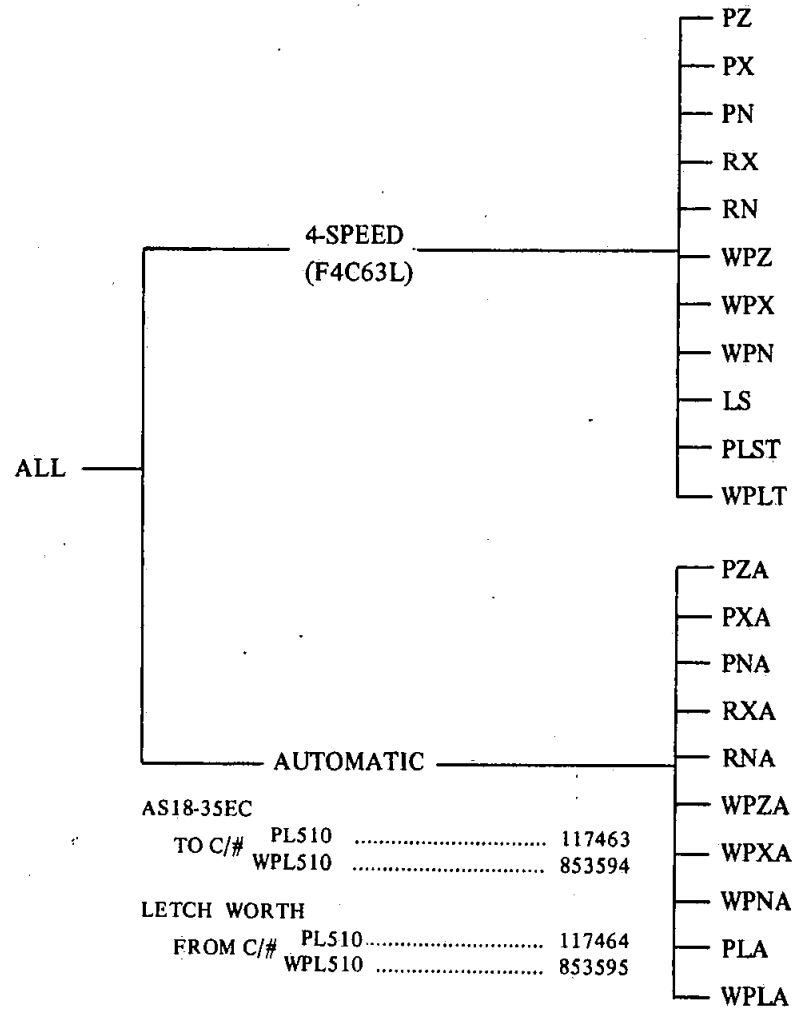 PZ
PX
PN
RX
RN
4-SPEED
(F4C63L)
WPZ
WPX
WPN
LS
PLST
WPLT
ALL
PZA
PXA
PNA
RXA
RNA
AUTOMATIC
WPZA
WPXA
WPNA
PLA
WPLA
AS18-35EC
TO C/# PL510 ............................ 117463
WPL510 ............................ 853594
LETCH WORTH
FROM C/# PL510 ............................ 117464
WPL510 ............................ 853595